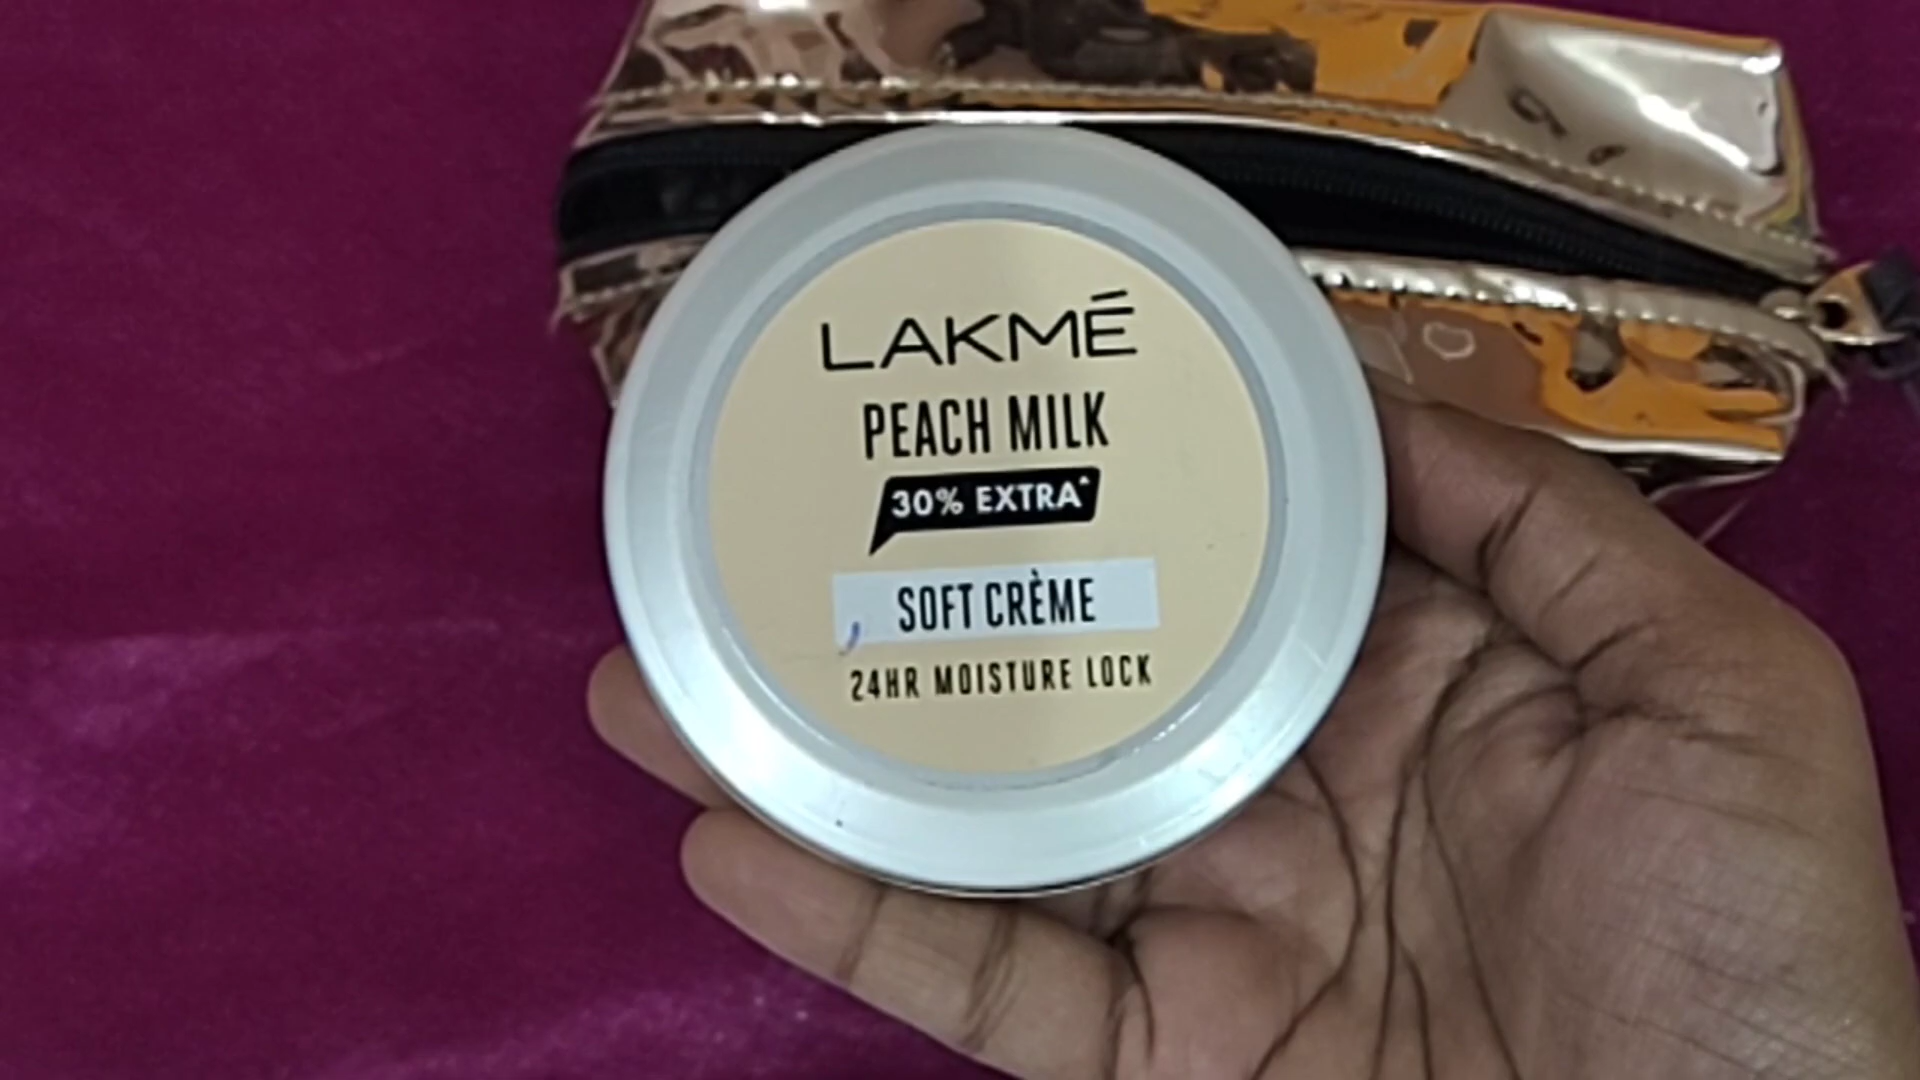 LAKMÉ
PEACH MILK
30% EXTRA^
SOFT CRÈME
24HR MOISTURE LOCK